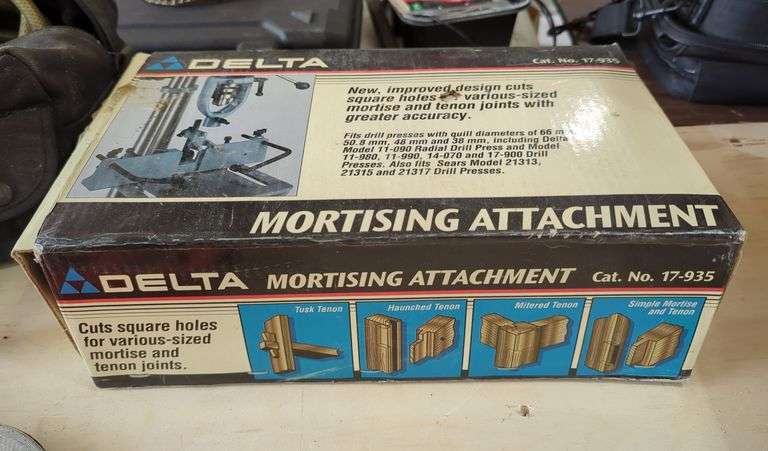 DELTA
Cat. No. 17-935
New, improved design cuts
square holes various-sized
mortise and tenon joints with
greater accuracy.
Fits drill presses with quill diameters of 66 m
50.8 mm, 48 mm and 38 mm, including Delta
Model 11-090 Radial Drill Press and Model
11-980, 11-990, 14-070 and 17-900 Drill
Presses. Also fits Sears Model 21313,
21315 and 21317 Drill Presses.
MORTISING ATTACHMENT
DELTA MORTISING ATTACHMENT Cat. No. 17-935
Cuts square holes
for various-sized
mortise and
tenon joints.
Tusk Tenon
Haunched Tenon
Mitered Tenon
Simple Mortise
and Tenon